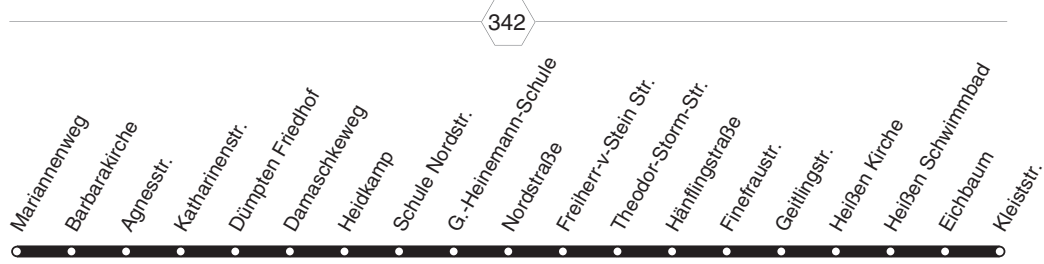 342
Mariannenweg
Barbarakirche
Agnesstr.
Katharinenstr.
Dümpten Friedhof
Damaschkeweg
Heidkamp
Schule Nordstr.
G.-Heinemann-Schule
Nordstraße
Freiherr-v-Stein Str.
Theodor-Storm-Str.
Hänflingstraße
Finefraustr.
Geitlingstr.
Heißen Kirche
Heißen Schwimmbad
Eichbaum
Kleiststr.